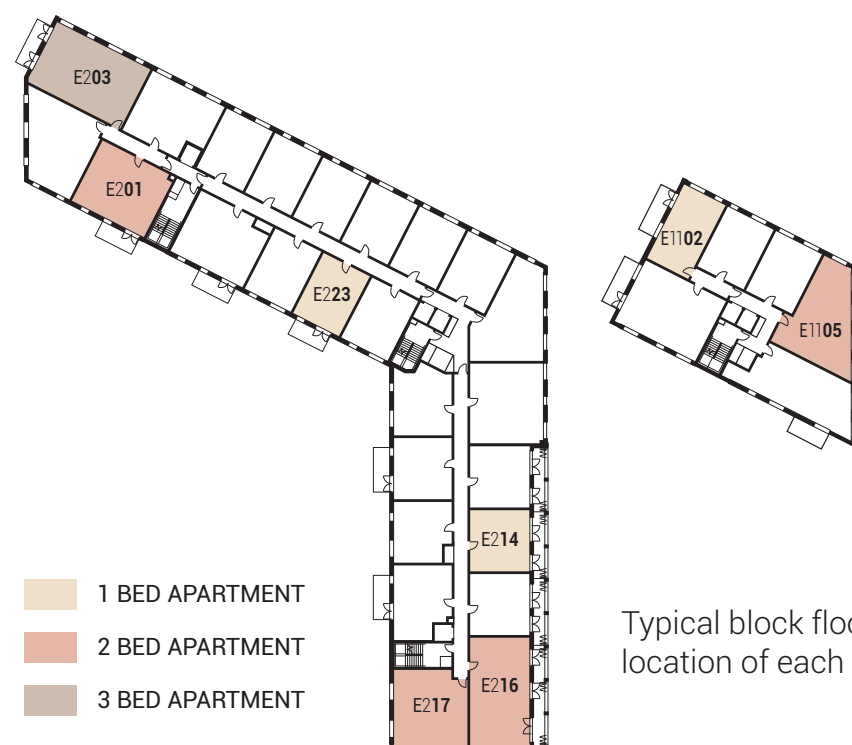 E203
E201
E223
E1102
E1105
E214
E216
E217
1 BED APARTMENT
2 BED APARTMENT
3 BED APARTMENT
Typical block
location of each